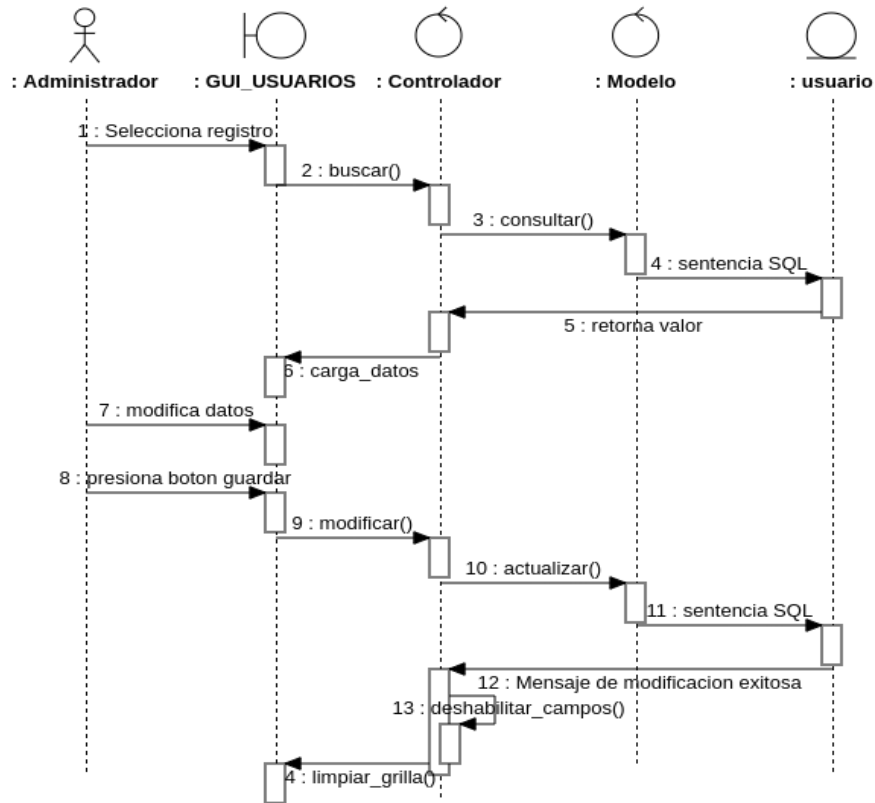 : Administrador : GUI_USUARIOS : Controlador : Modelo : usuario
1 : Selecciona registro
2 : buscar()
3 : consultar()
4 : sentencia SQL
5 : retorna valor
6 : carga_datos
7 : modifica datos
8 : presiona boton guardar
9 : modificar()
10 : actualizar()
11 : sentencia SQL
12 : Mensaje de modificacion exitosa
13 : deshabilitar_campos()
4 : limpiar_grilla()